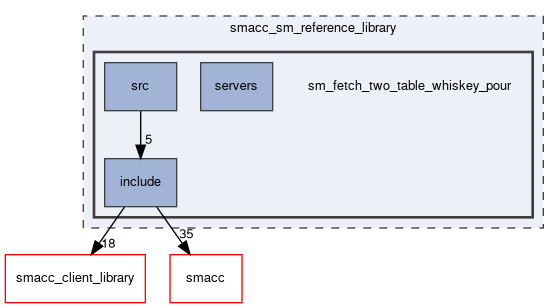 smacc_sm_reference_library
src
servers
sm_fetch_two_table_whiskey_pour
5
include
18
35
smacc_client_library
smacc